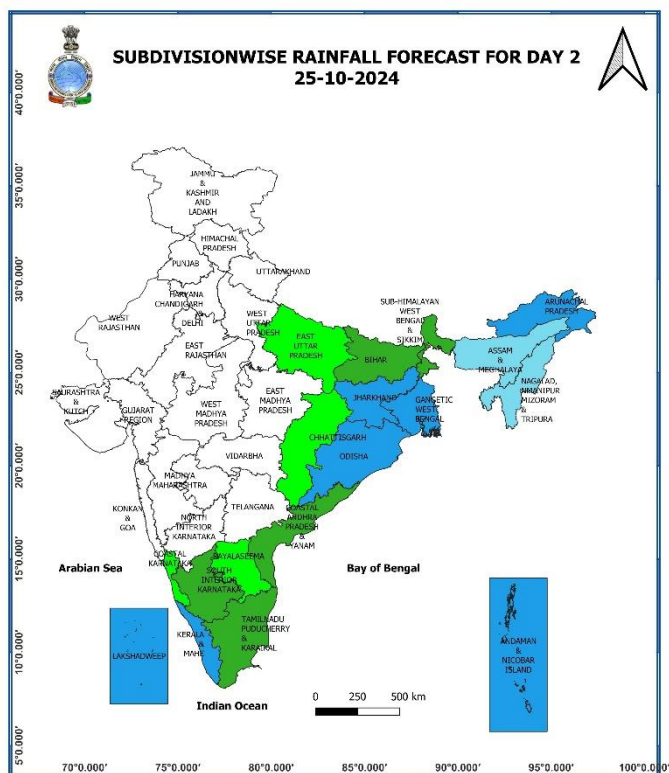 SUBDIVISIONWISE RAINFALL FORECAST FOR DAY 2
25-10-2024
JAMMU
&
KASHMIR
AND
LADAKH
HIMACHAL
PRADESH
PUNJAB
UTTARAKHAND
HARYANA
CHANDIGARH
&
DELHI
WEST
RAJASTHAN
WEST
UTTAR
PRADESH
EAST
RAJASTHAN
EAST
UTTAR
PRADESH
SUB-HIMALAYAN
WEST
BENGAL
&
SIKKIM
BIHAR
ARUNACHAL
PRADESH
ASSAM
&
MEGHALAYA
NAGALAD,
MANIPUR
MIZORAM
&
TRIPURA
SAURASHTRA
&
KUTCH
GUJARAT
REGION
WEST
MADHYA
PRADESH
EAST
MADHYA
PRADESH
JHARKHAND
GANGETIC
WEST
BENGAL
CHHATTISGARH
ODISHA
VIDARBHA
MADHYA
MAHARASHTRA
KONKAN
&
GOA
TELANGANA
NORTH
INTERIOR
KARNATAKA
COASTAL
ANDHRA
PRADESH
&
YANAM
COASTAL
KARNATAKA
RAYALASEEMA
SOUTH
INTERIOR
KARNATAKA
Arabian Sea
Bay of Bengal
KERALA
&
MAHE
TAMILNADU
PUDUCHERRY
&
KARAIKAL
LAKSHADWEEP
ANDAMAN
&
NICOBAR
ISLAND
Indian Ocean
0 250 500 km
40°0.000'
35°0.000'
30°0.000'
25°0.000'
20°0.000'
15°0.000'
10°0.000'
5°0.000'
70°0.000' 75°0.000' 80°0.000' 85°0.000' 90°0.000' 95°0.000' 100°0.000'